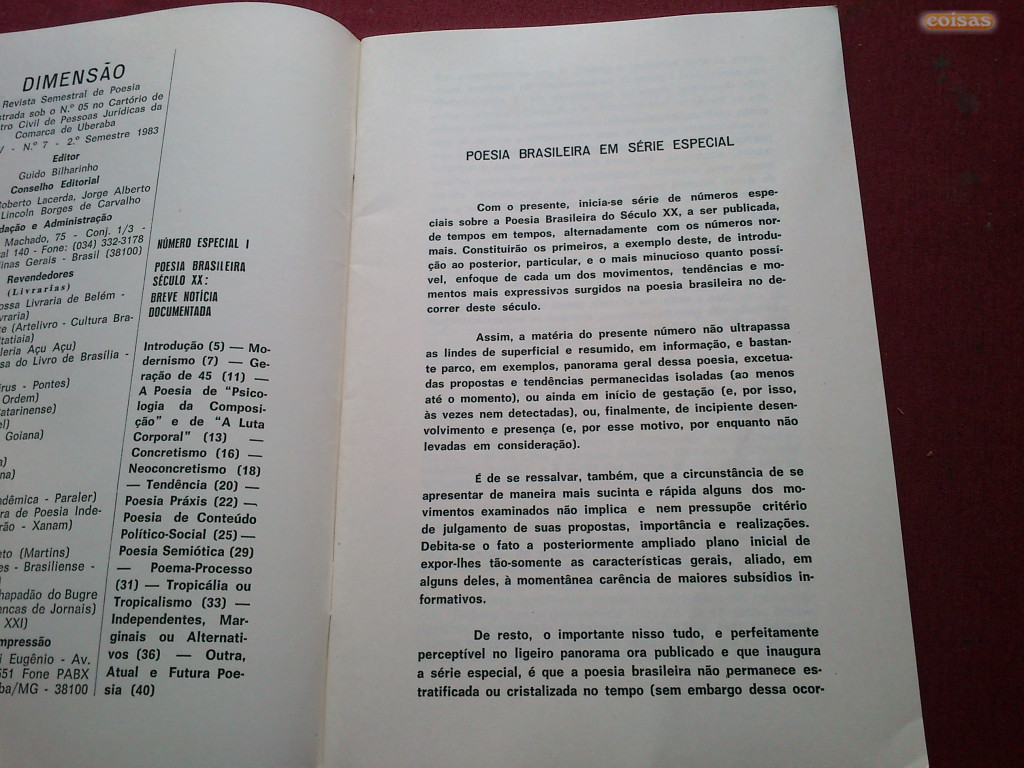 coisas
DIMENSÃO
Revista Semestral de Poesia
strada sob o N.º 05 no Cartório de
tro Civil de Pessoas Jurídicas da
Comarca de Uberaba
- N.º 7 - 2.º Semestre 1983
Editor
Guido Bilharinho
Conselho Editorial
oberto Lacerda, Jorge Alberto
Lincoln Borges de Carvalho
dação e Administração
Machado, 75 - Conj. 1/3 -
al 140 - Fone: (034) 332-3178
inas Gerais - Brasil (38100)
Revendedores
(Livrarias)
ossa Livraria de Belém -
vraria)
re (Artelivro - Cultura Bra-
tatiaia)
aleria Açu Açu)
sa do Livro de Brasília -
irus - Pontes)
Ordem)
atarinense)
el)
Goiana)
a)
na)
adêmica - Paraler)
ra de Poesia Inde-
rão - Xanam)
eto (Martins)
es - Brasiliense -
)
hapadão do Bugre
encas de Jornais)
XXI)
mpressão
i Eugênio - Av.
651 Fone PABX
ba/MG - 38100
NÚMERO ESPECIAL I
POESIA BRASILEIRA
SÉCULO XX:
BREVE NOTÍCIA
DOCUMENTADA
Introdução (5) — Mo-
dernismo (7) — Ge-
ração de 45 (11) —
A Poesia de "Psico-
logia da Composi-
ção" e de "A Luta
Corporal" (13) —
Concretismo (16) —
Neoconcretismo (18)
— Tendência (20) —
Poesia Práxis (22) —
Poesia de Conteúdo
Político-Social (25) —
Poesia Semiótica (29)
— Poema-Processo
(31) — Tropicália ou
Tropicalismo (33) —
Independentes, Mar-
ginais ou Alternati-
vos (36) — Outra,
Atual e Futura Poe-
sia (40)
POESIA BRASILEIRA EM SÉRIE ESPECIAL
Com o presente, inicia-se série de números espe-
ciais sobre a Poesia Brasileira do Século XX, a ser publicada,
de tempos em tempos, alternadamente com os números nor-
mais. Constituirão os primeiros, a exemplo deste, de introdu-
ção ao posterior, particular, e o mais minucioso quanto possí-
vel, enfoque de cada um dos movimentos, tendências e mo-
mentos mais expressivos surgidos na poesia brasileira no de-
correr deste século.
Assim, a matéria do presente número não ultrapassa
as lindes de superficial e resumido, em informação, e bastan-
te parco, em exemplos, panorama geral dessa poesia, excetua-
das propostas e tendências permanecidas isoladas (ao menos
até o momento), ou ainda em início de gestação (e, por isso,
às vezes nem detectadas), ou, finalmente, de incipiente desen-
volvimento e presença (e, por esse motivo, por enquanto não
levadas em consideração).
É de se ressalvar, também, que a circunstância de se
apresentar de maneira mais sucinta e rápida alguns dos mo-
vimentos examinados não implica e nem pressupõe critério
de julgamento de suas propostas, importância e realizações.
Debita-se o fato a posteriormente ampliado plano inicial de
expor-lhes tão-somente as características gerais, aliado, em
alguns deles, à momentânea carência de maiores subsídios in-
formativos.
De resto, o importante nisso tudo, e perfeitamente
perceptível no ligeiro panorama ora publicado e que inaugura
a série especial, é que a poesia brasileira não permanece es-
tratificada ou cristalizada no tempo (sem embargo dessa ocor-